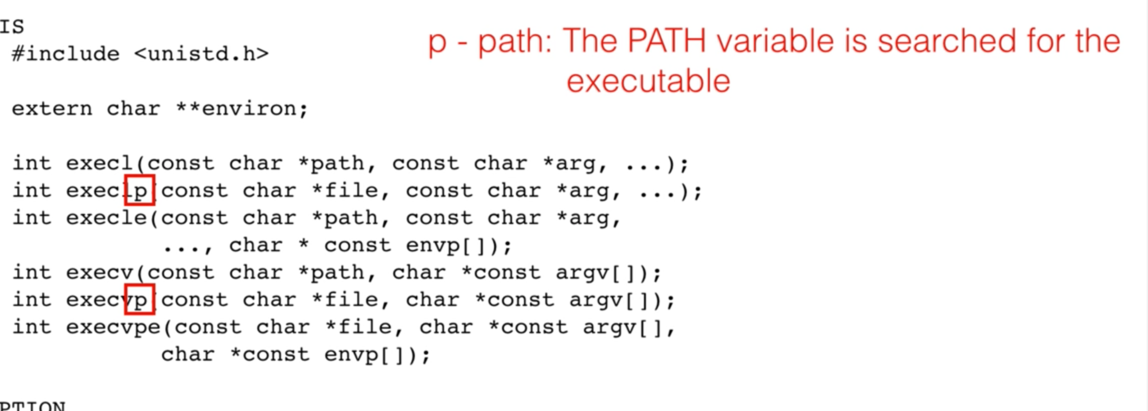 IS
#include <unistd.h>
p - path: The PATH variable is searched for the
executable
extern char **environ;
int execl(const char *path, const char *arg, ...);
int execlp(const char *file, const char *arg, ...);
int execle(const char *path, const char *arg,
..., char * const envp[]);
int execv(const char *path, char *const argv[]);
int execvp(const char *file, char *const argv[]);
int execvpe(const char *file, char *const argv[],
char *const envp[]);
PTION